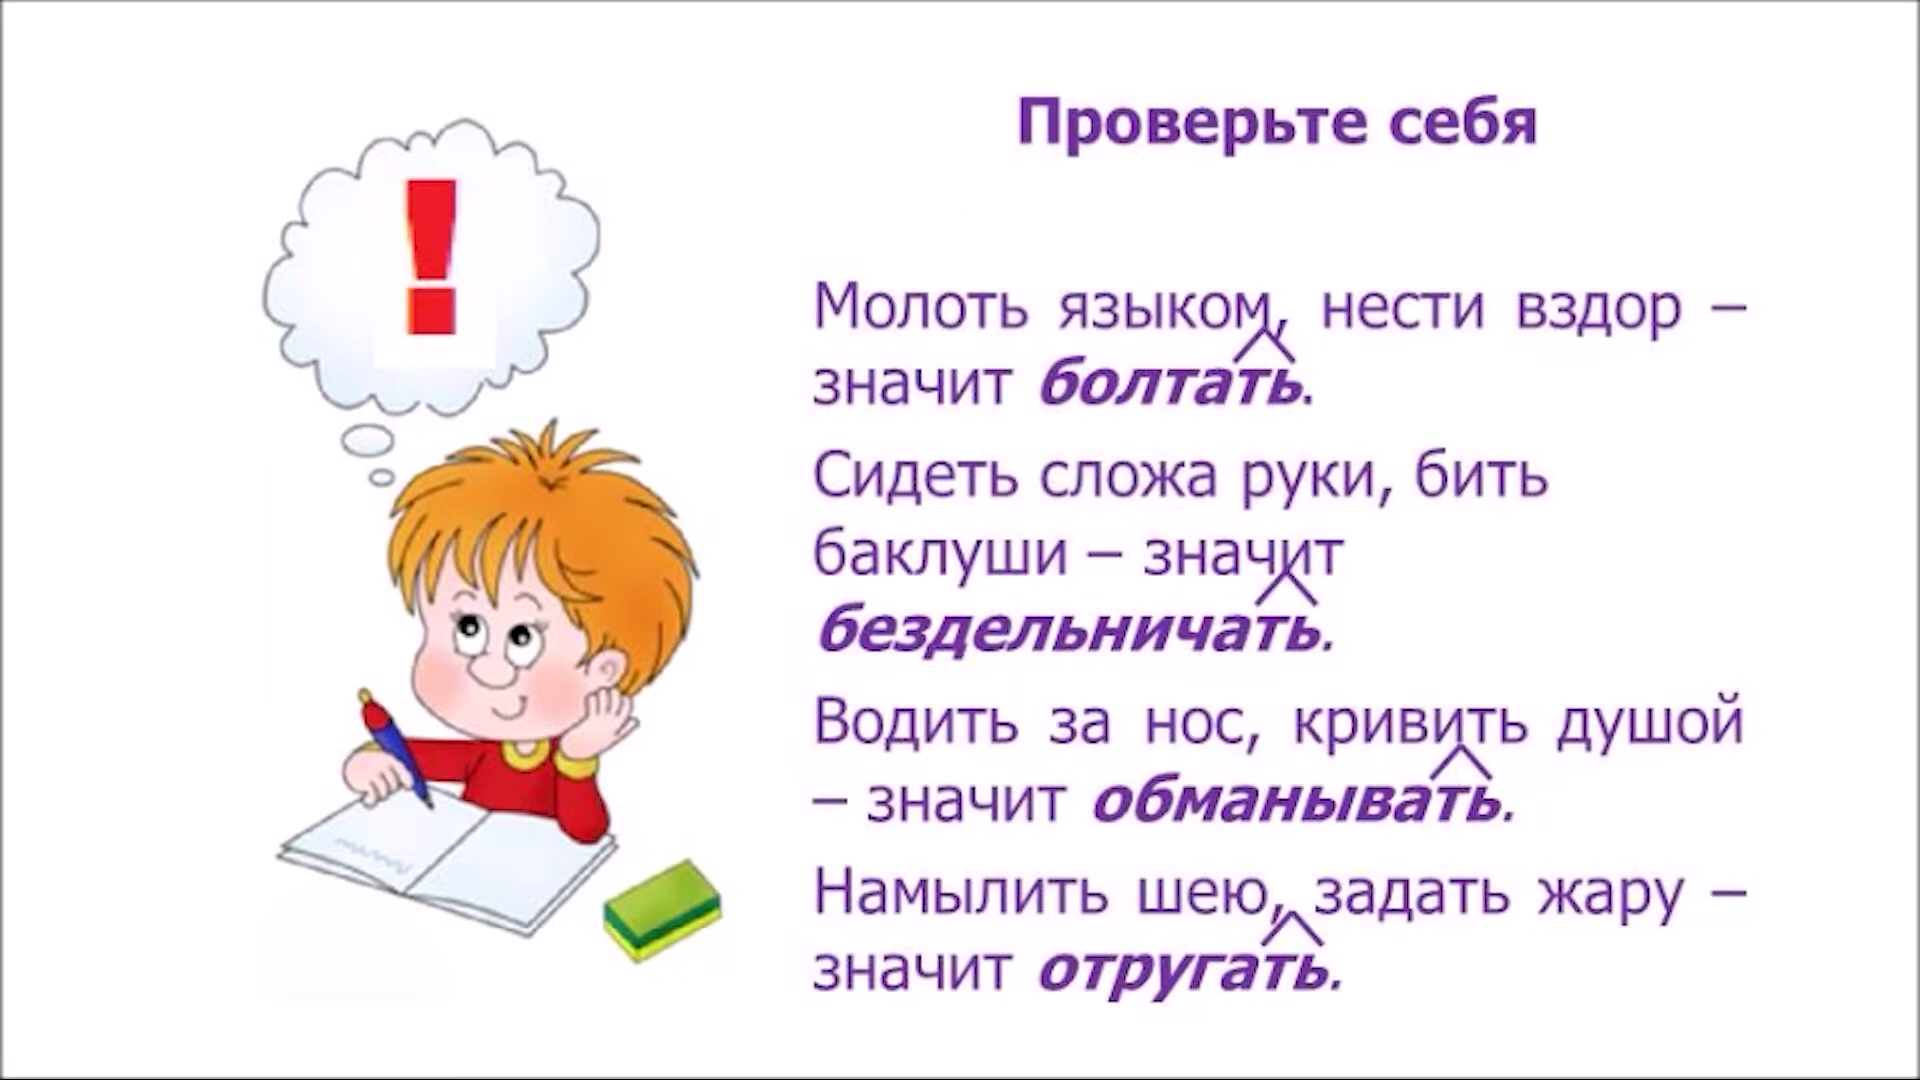 Проверьте себя
Молоть языком, нести вздор –
значит болтать.
Сидеть сложа руки, бить
баклуши – значит
бездельничать.
Водить за нос, кривить душой
– значит обманывать.
Намылить шею, задать жару –
значит отругать.
!